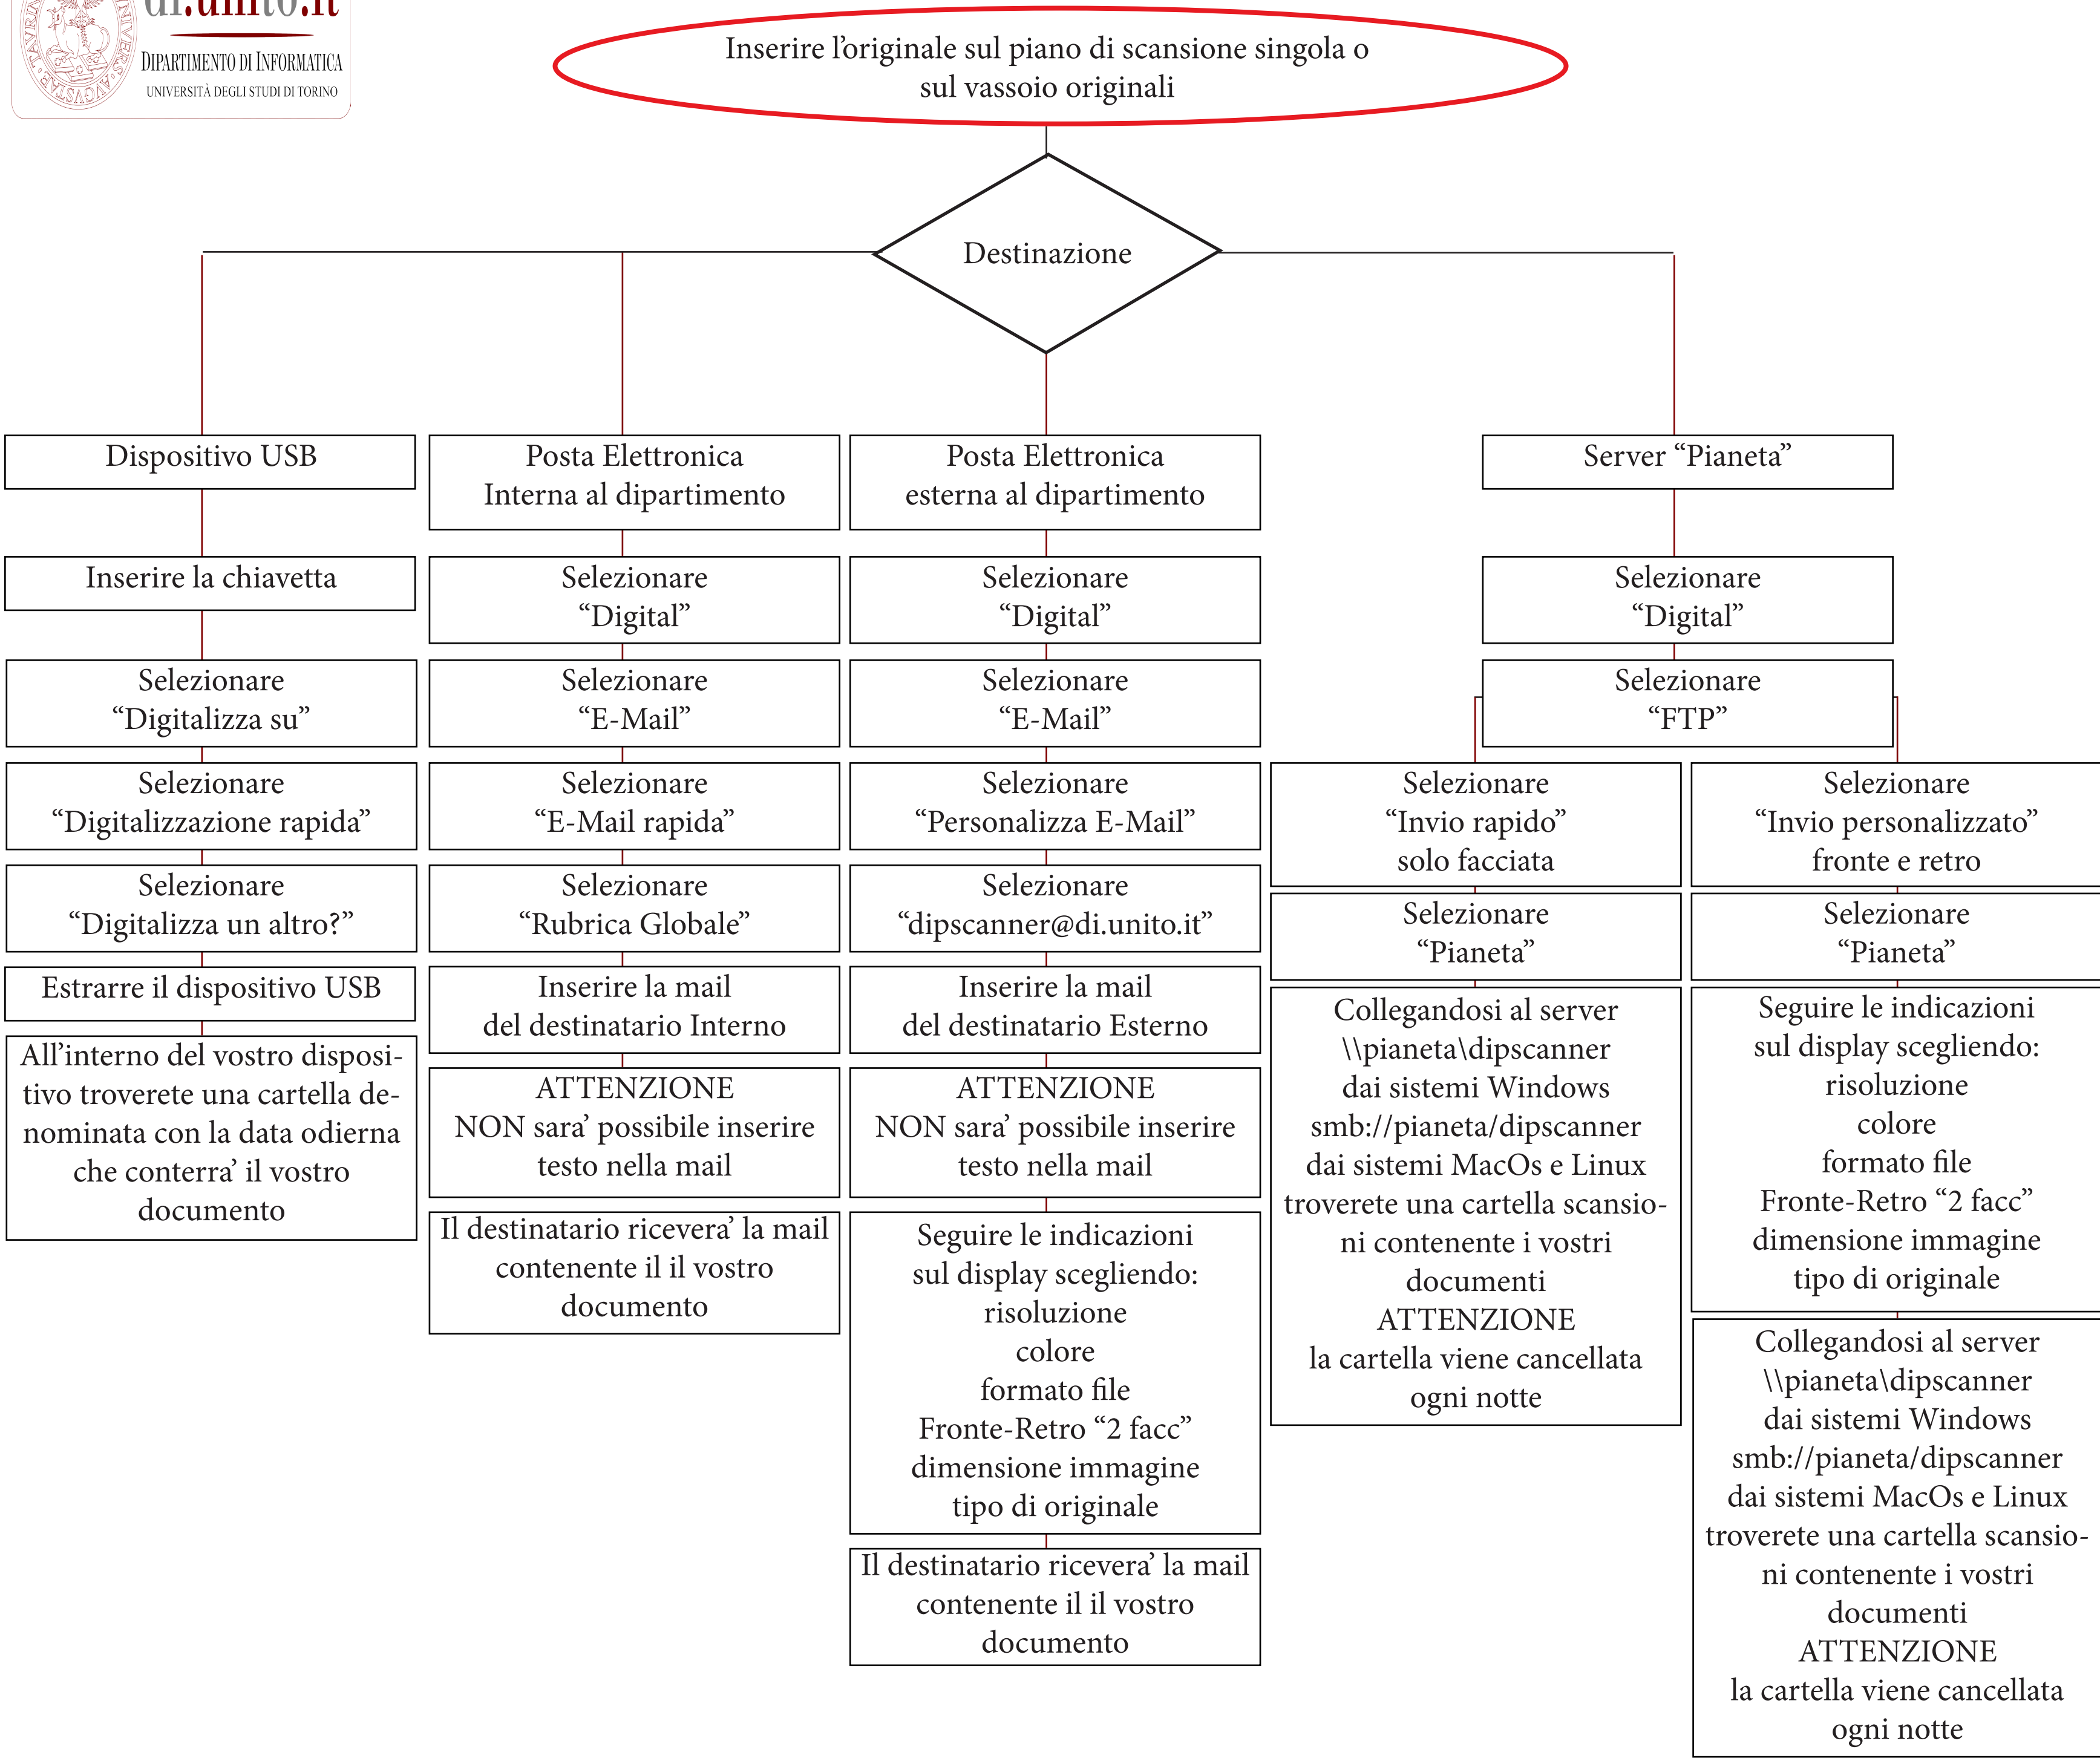 di.unito.it
DIPARTIMENTO DI INFORMATICA
UNIVERSITÀ DEGLI STUDI DI TORINO
Inserire l'originale sul piano di scansione singola o
sul vassoio originali
Destinazione
Dispositivo USB
Inserire la chiavetta
Selezionare
“Digitalizza su”
Selezionare
“Digitalizzazione rapida”
Selezionare
“Digitalizza un altro?”
Estrarre il dispositivo USB
All’interno del vostro disposi-
tivo troverete una cartella de-
nominata con la data odierna
che conterra’ il vostro
documento
Posta Elettronica
Interna al dipartimento
Selezionare
“Digital”
Selezionare
“E-Mail”
Selezionare
“E-Mail rapida”
Selezionare
“Rubrica Globale”
Inserire la mail
del destinatario Interno
ATTENZIONE
NON sara’ possibile inserire
testo nella mail
Il destinatario ricevera’ la mail
contenente il il vostro
documento
Posta Elettronica
esterna al dipartimento
Selezionare
“Digital”
Selezionare
“E-Mail”
Selezionare
“Personalizza E-Mail”
Selezionare
“dipscanner@di.unito.it”
Inserire la mail
del destinatario Esterno
ATTENZIONE
NON sara’ possibile inserire
testo nella mail
Seguire le indicazioni
sul display scegliendo:
risoluzione
colore
formato file
Fronte-Retro “2 facc”
dimensione immagine
tipo di originale
Il destinatario ricevera’ la mail
contenente il il vostro
documento
Server “Pianeta”
Selezionare
“Digital”
Selezionare
“FTP”
Selezionare
“Invio rapido”
solo facciata
Selezionare
“Pianeta”
Collegandosi al server
\\pianeta\dipscanner
dai sistemi Windows
smb://pianeta/dipscanner
dai sistemi MacOs e Linux
troverete una cartella scansio-
ni contenente i vostri
documenti
ATTENZIONE
la cartella viene cancellata
ogni notte
Selezionare
“Invio personalizzato”
fronte e retro
Selezionare
“Pianeta”
Seguire le indicazioni
sul display scegliendo:
risoluzione
colore
formato file
Fronte-Retro “2 facc”
dimensione immagine
tipo di originale
Collegandosi al server
\\pianeta\dipscanner
dai sistemi Windows
smb://pianeta/dipscanner
dai sistemi MacOs e Linux
troverete una cartella scansio-
ni contenente i vostri
documenti
ATTENZIONE
la cartella viene cancellata
ogni notte